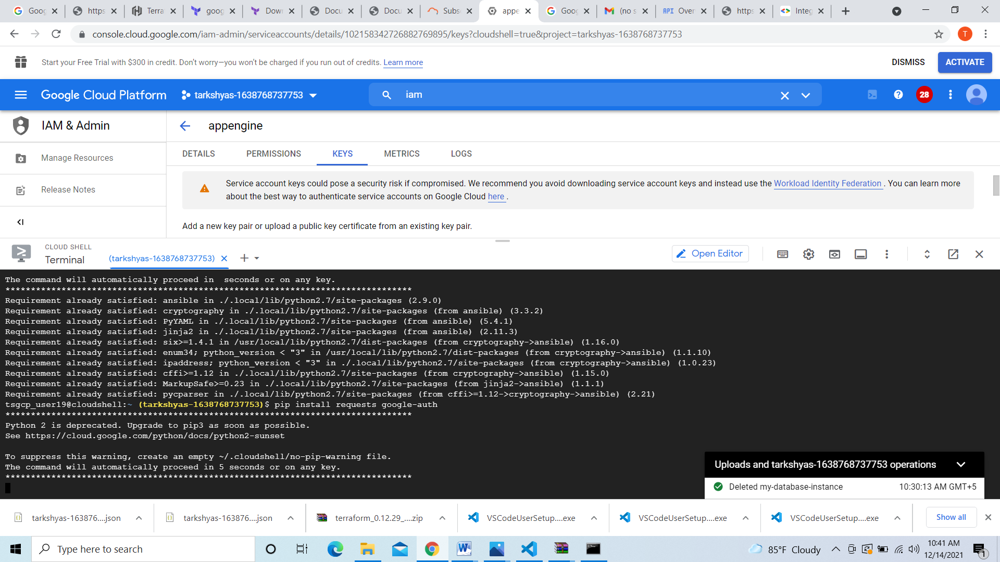 Goog
https
Terra
goog
Down
Docu
Docu
Subs
appe
Goog
(no s
API Over
https
Integ
console.cloud.google.com/iam-admin/serviceaccounts/details/102158342726882769895/keys?cloudshell=true&project=tarkshyas-1638768737753
T
Start your Free Trial with $300 in credit. Don't worry—you won't be charged if you run out of credits. Learn more
DISMISS
ACTIVATE
Google Cloud Platform
tarkshyas-1638768737753
iam
28
IAM & Admin
appengine
Manage Resources
Release Notes
DETAILS
PERMISSIONS
KEYS
METRICS
LOGS
Service account keys could pose a security risk if compromised. We recommend you avoid downloading service account keys and instead use the Workload Identity Federation . You can learn more
about the best way to authenticate service accounts on Google Cloud here .
Add a new key pair or upload a public key certificate from an existing key pair.
CLOUD SHELL
Terminal
(tarkshyas-1638768737753)
Open Editor
The command will automatically proceed in  seconds or on any key.
********************************************************************************
Requirement already satisfied: ansible in ./.local/lib/python2.7/site-packages (2.9.0)
Requirement already satisfied: cryptography in ./.local/lib/python2.7/site-packages (from ansible) (3.3.2)
Requirement already satisfied: PyYAML in ./.local/lib/python2.7/site-packages (from ansible) (5.4.1)
Requirement already satisfied: jinja2 in ./.local/lib/python2.7/site-packages (from ansible) (2.11.3)
Requirement already satisfied: six>=1.4.1 in /usr/local/lib/python2.7/dist-packages (from cryptography->ansible) (1.16.0)
Requirement already satisfied: enum34; python_version < "3" in /usr/local/lib/python2.7/dist-packages (from cryptography->ansible) (1.1.10)
Requirement already satisfied: ipaddress; python_version < "3" in ./.local/lib/python2.7/site-packages (from cryptography->ansible) (1.0.23)
Requirement already satisfied: cffi>=1.12 in ./.local/lib/python2.7/site-packages (from cryptography->ansible) (1.15.0)
Requirement already satisfied: MarkupSafe>=0.23 in ./.local/lib/python2.7/site-packages (from jinja2->ansible) (1.1.1)
Requirement already satisfied: pycparser in ./.local/lib/python2.7/site-packages (from cffi>=1.12->cryptography->ansible) (2.21)
tsgcp_user19@cloudshell:~ (tarkshyas-1638768737753)$ pip install requests google-auth
********************************************************************************
Python 2 is deprecated. Upgrade to pip3 as soon as possible.
See https://cloud.google.com/python/docs/python2-sunset
To suppress this warning, create an empty ~/.cloudshell/no-pip-warning file.
The command will automatically proceed in 5 seconds or on any key.
********************************************************************************
Uploads and tarkshyas-1638768737753 operations
Deleted my-database-instance
10:30:13 AM GMT+5
tarkshyas-163876....json
tarkshyas-163876....json
terraform_0.12.29_....zip
VSCodeUserSetup....exe
VSCodeUserSetup....exe
VSCodeUserSetup....exe
Show all
Type here to search
85°F Cloudy
10:41 AM
12/14/2021
1